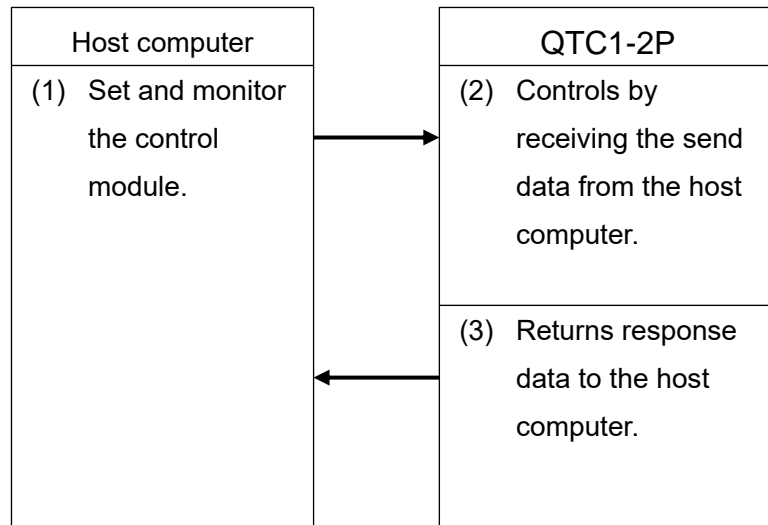 Host computer
(1) Set and monitor
the control
module.
QTC1-2P
(2) Controls by
receiving the send
data from the host
computer.
(3) Returns response
data to the host
computer.